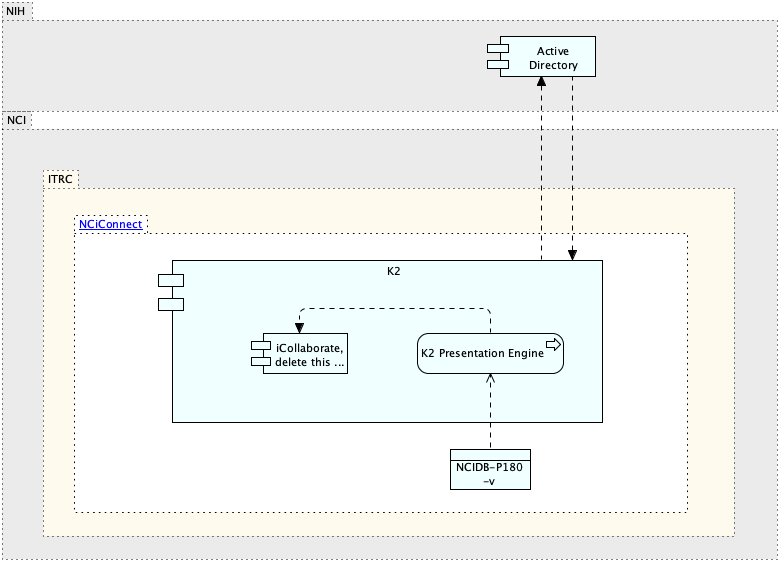 NIH
Active
Directory
NCI
ITRC
NCiConnect
K2
iCollaborate,
delete this ...
K2 Presentation Engine
NCIDB-P180
-v